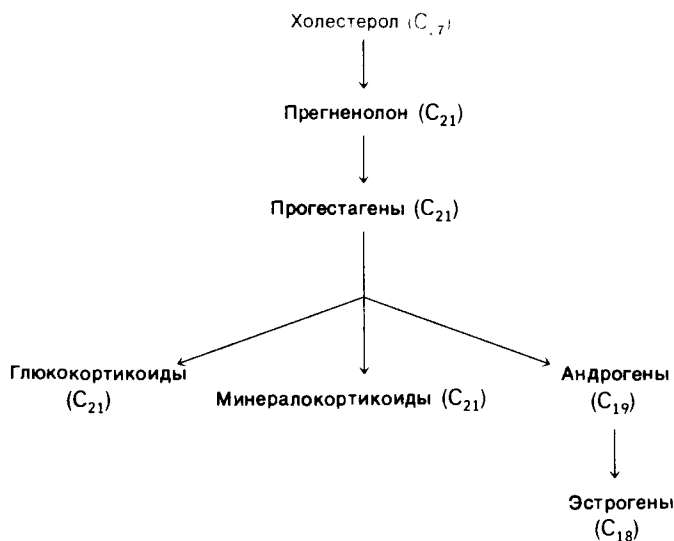 Холестерол
Прегненолон (C₂₁)
Прогестагены (C₂₁)
Глюкокортикоиды
(C₂₁)
Минералокортикоиды (C₂₁)
Андрогены
(C₁₉)
Эстрогены
(C₁₈)